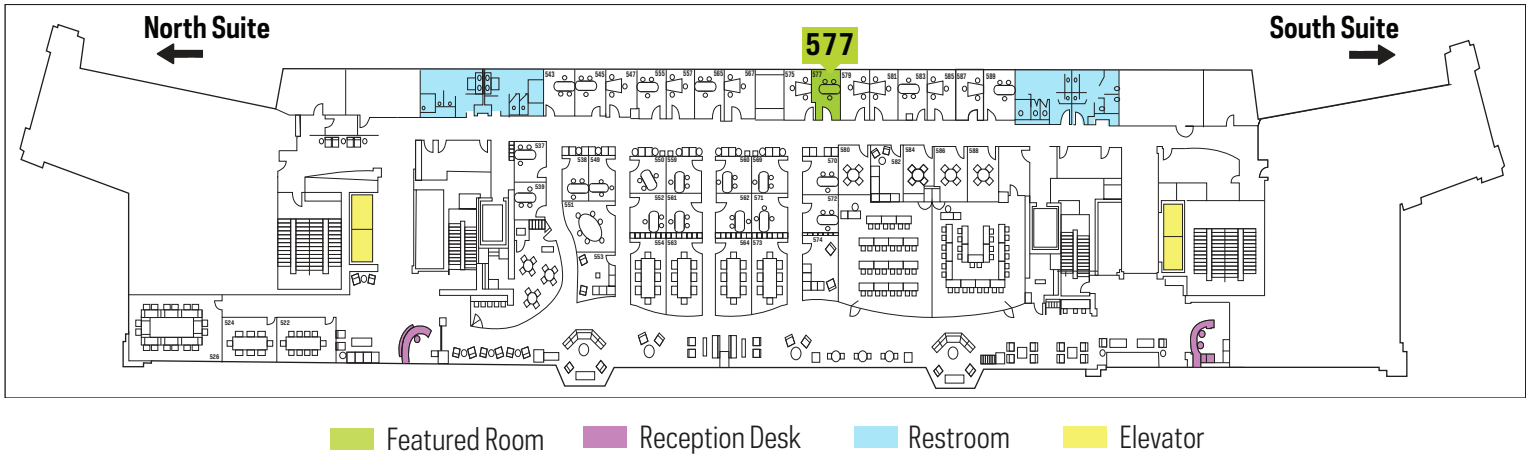 North Suite
South Suite
577
543 545 547 555 557 565 567 575 577 579 581 583 585 587 589
537 538 549 550 559 560 569 570 580 582 584 586 588
539 552 561 562 571 572
551
553 554 563 564 573 574
524 522
526
Featured Room Reception Desk Restroom Elevator